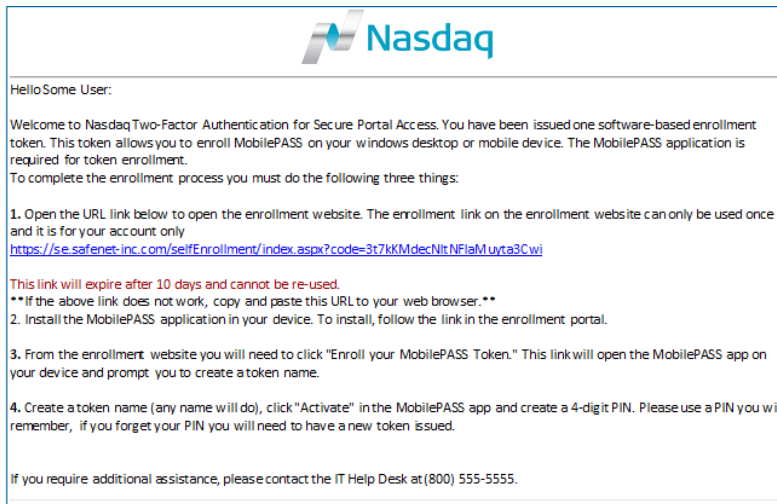 Nasdaq
Hello Some User:
Welcome to Nasdaq Two-Factor Authentication for Secure Portal Access. You have been issued one software-based enrollment
token. This token allows you to enroll MobilePASS on your windows desktop or mobile device. The MobilePASS application is
required for token enrollment.
To complete the enrollment process you must do the following three things:
1. Open the URL link below to open the enrollment website. The enrollment link on the enrollment website can only be used once
and it is for your account only
https://se.safenet-inc.com/selfEnrollment/index.aspx?code=3t7kKMdecNltNFlaMuyta3Cwi
This link will expire after 10 days and cannot be re-used.
**If the above link does not work, copy and paste this URL to your web browser.**
2. Install the MobilePASS application in your device. To install, follow the link in the enrollment portal.
3. From the enrollment website you will need to click "Enroll your MobilePASS Token." This link will open the MobilePASS app on
your device and prompt you to create a token name.
4. Create a token name (any name will do), click "Activate" in the MobilePASS app and create a 4-digit PIN. Please use a PIN you wi
remember, if you forget your PIN you will need to have a new token issued.
If you require additional assistance, please contact the IT Help Desk at (800) 555-5555.